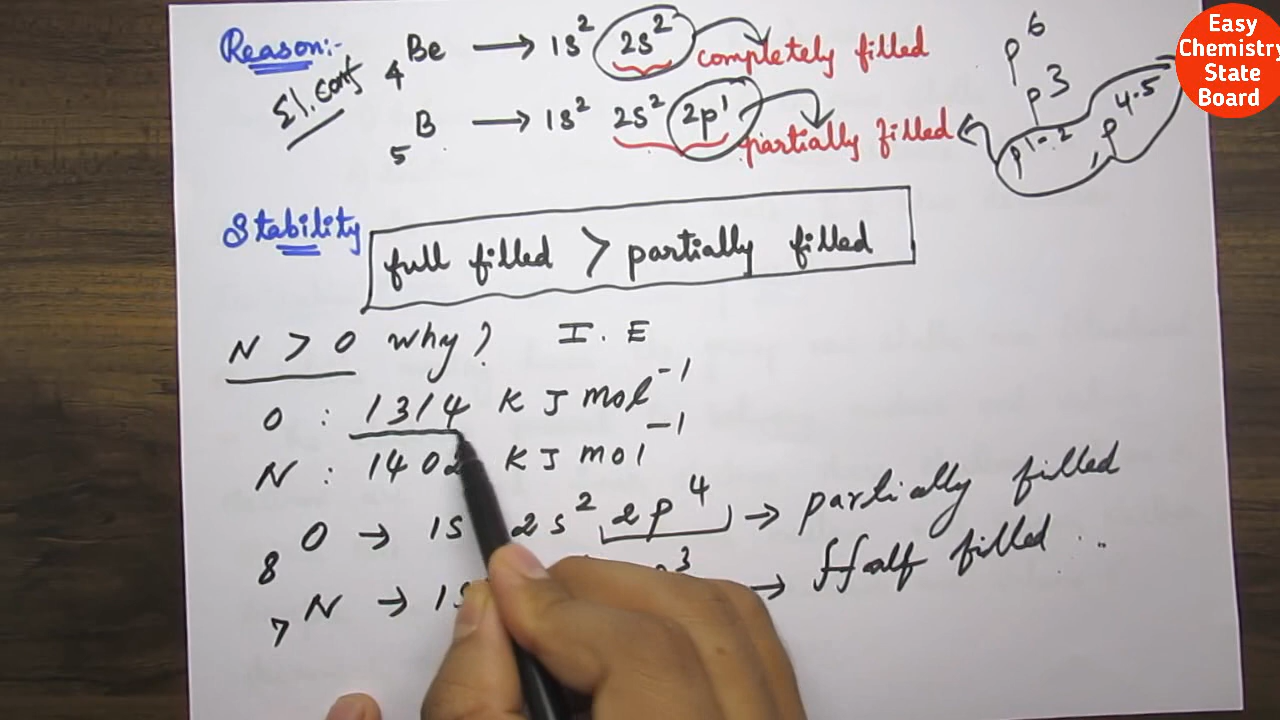 Easy
Chemistry
State
Board
Reason:-
El. conf
₄Be → 1s² 2s² completely filled
p⁶
p³
₅B → 1s² 2s² 2p¹ partially filled
p¹⁻·², p⁴·⁵
Stability
full filled > partially filled
N > O why? I.E
O : 1314 KJ mol⁻¹
N : 1402 KJ mol⁻¹
₈O → 1s 2s² 2p⁴ → partially filled
₇N → 1s 3 → Half filled ..